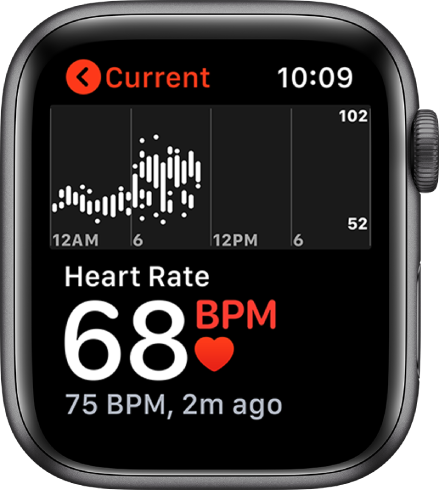 Current 10:09
102
52
12AM 6 12PM 6
Heart Rate
68 BPM
75 BPM, 2m ago